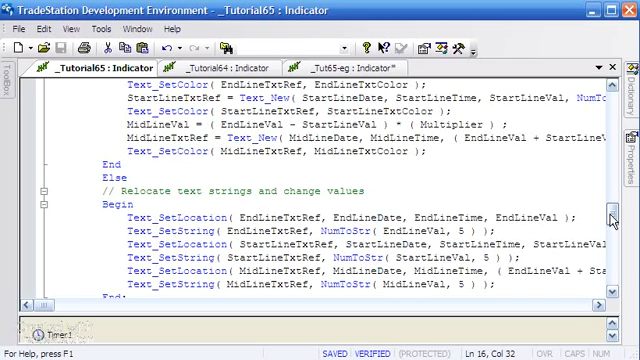 TradeStation Development Environment - _Tutorial65 : Indicator
File Edit View Tools Window Help
_Tutorial65 : Indicator _Tutorial64 : Indicator _Tut65-eg : Indicator*
ToolBox
Dictionary
Properties
Text_SetColor( EndLineTxtRef, EndLineTxtColor );
StartLineTxtRef = Text_New( StartLineDate, StartLineTime, StartLineVal, NumTo
Text_SetColor( StartLineTxtRef, StartLineTxtColor );
MidLineVal = ( EndLineVal - StartLineVal ) * ( Multiplier ) ;
MidLineTxtRef = Text_New( MidLineDate, MidLineTime, ( EndLineVal + StartL
Text_SetColor( MidLineTxtRef, MidLineTxtColor );
End
Else
// Relocate text strings and change values
Begin
Text_SetLocation( EndLineTxtRef, EndLineDate, EndLineTime, EndLineVal );
Text_SetString( EndLineTxtRef, NumToStr( EndLineVal, 5 ) );
Text_SetLocation( StartLineTxtRef, StartLineDate, StartLineTime, StartLineVal
Text_SetString( StartLineTxtRef, NumToStr( StartLineVal, 5 ) );
Text_SetLocation( MidLineTxtRef, MidLineDate, MidLineTime, ( EndLineVal + Sta
Text_SetString( MidLineTxtRef, NumToStr( MidLineVal, 5 ) );
End;
Timer.1
For Help, press F1 SAVED VERIFIED (PROTECTED) Ln 16, Col 32 OVR CAPS NUM